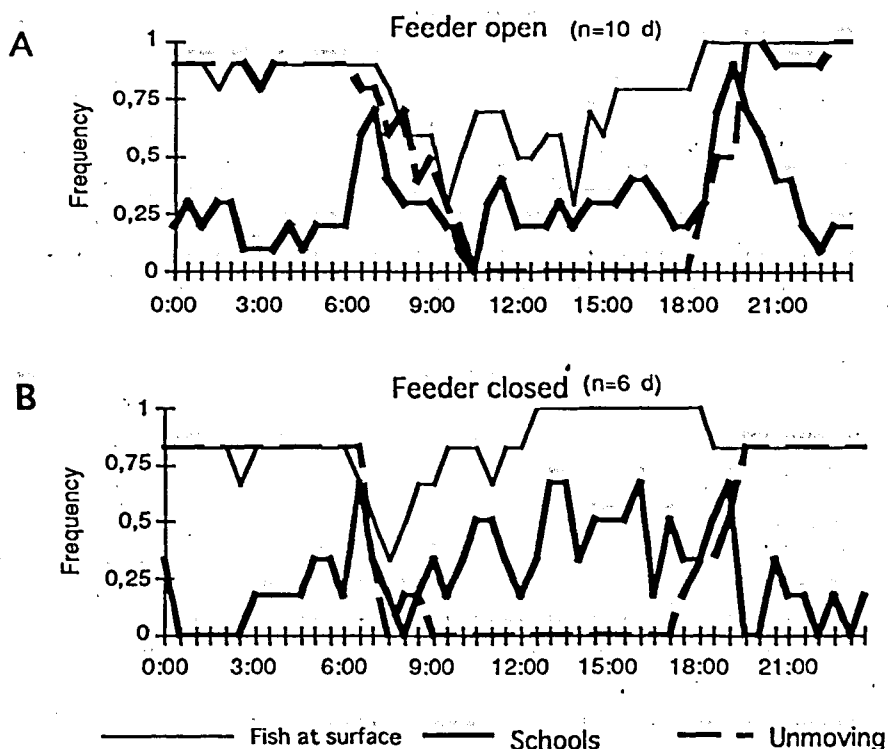 A
Feeder open (n=10 d)
Frequency
1
0,75
0,5
0,25
0
0:00 3:00 6:00 9:00 12:00 15:00 18:00 21:00
B
Feeder closed (n=6 d)
Frequency
1
0,75
0,5
0,25
0
0:00 3:00 6:00 9:00 12:00 15:00 18:00 21:00
Fish at surface Schools Unmoving